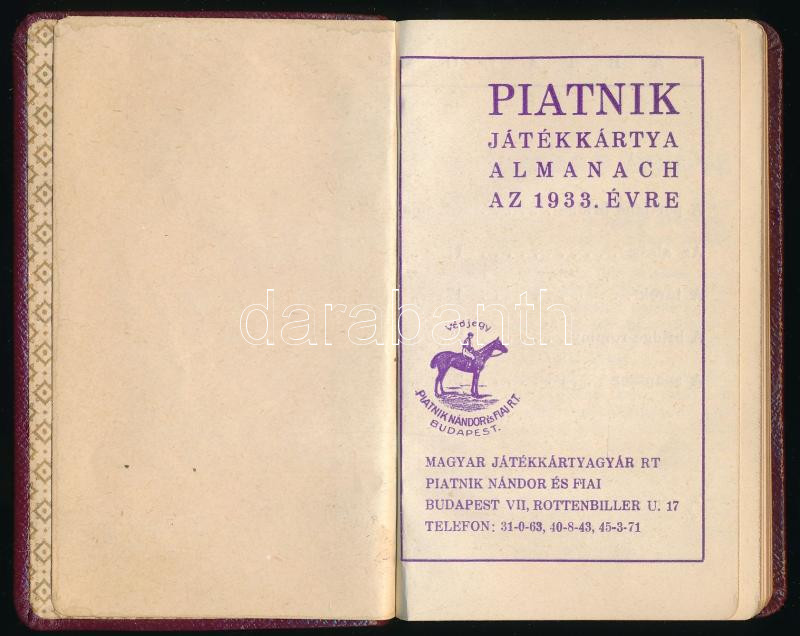 PIATNIK
JÁTÉKKÁRTYA
ALMANACH
AZ 1933. ÉVRE
darabanth
Védjegy
PIATNIK NÁNDOR ÉS FIAI R.T.
BUDAPEST.
MAGYAR JÁTÉKKÁRTYAGYÁR RT
PIATNIK NÁNDOR ÉS FIAI
BUDAPEST VII, ROTTENBILLER U. 17
TELEFON: 31-0-63, 40-8-43, 45-3-71